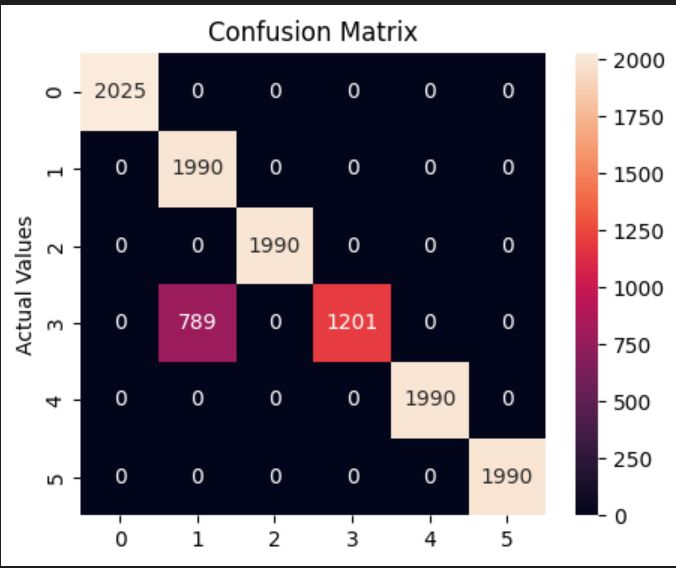 Confusion Matrix
0 2025 0 0 0 0 0
1 0 1990 0 0 0 0
2 0 0 1990 0 0 0
3 0 789 0 1201 0 0
4 0 0 0 0 1990 0
5 0 0 0 0 0 1990
0 1 2 3 4 5
Actual Values
2000
1750
1500
1250
1000
750
500
250
0